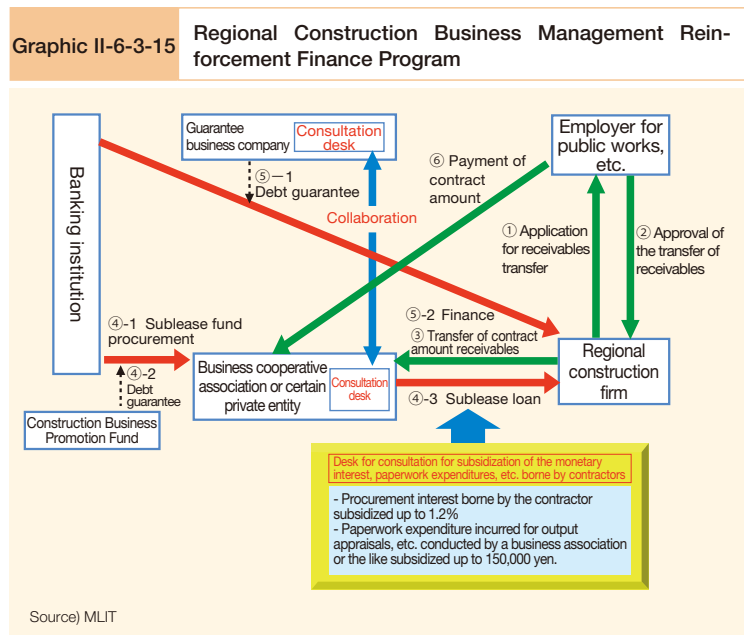 Graphic II-6-3-15
Regional Construction Business Management Rein-
forcement Finance Program
Banking institution
Guarantee
business company
Consultation
desk
⑤－1
Debt guarantee
Collaboration
⑥ Payment of
contract
amount
Employer for
public works,
etc.
① Application
for receivables
transfer
② Approval of
the transfer of
receivables
④-1 Sublease fund
procurement
④-2
Debt
guarantee
Construction Business
Promotion Fund
Business cooperative
association or certain
private entity
Consultation
desk
⑤-2 Finance
③ Transfer of contract
amount receivables
④-3 Sublease loan
Regional
construction
firm
Desk for consultation for subsidization of the monetary
interest, paperwork expenditures, etc. borne by contractors
- Procurement interest borne by the contractor
subsidized up to 1.2%
- Paperwork expenditure incurred for output
appraisals, etc. conducted by a business association
or the like subsidized up to 150,000 yen.
Source) MLIT